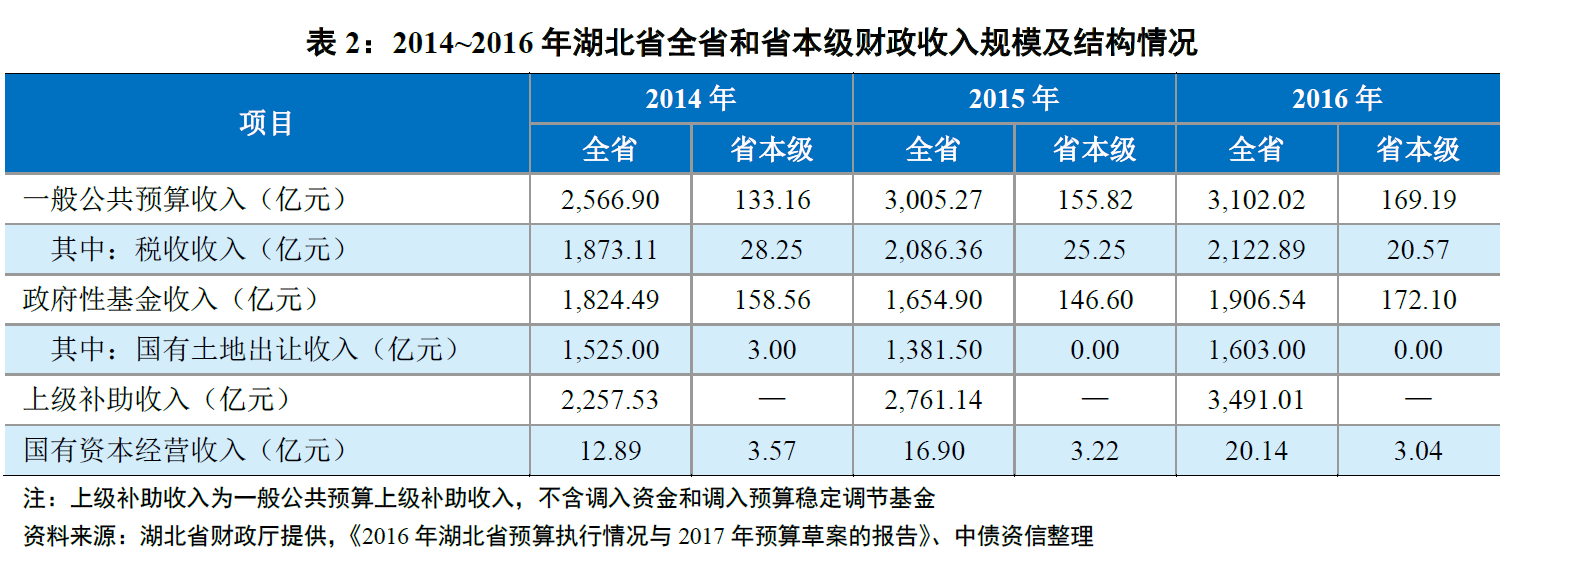 表 2：2014~2016 年湖北省全省和省本级财政收入规模及结构情况
项目 2014 年 2015 年 2016 年
全省 省本级 全省 省本级 全省 省本级
一般公共预算收入（亿元） 2,566.90 133.16 3,005.27 155.82 3,102.02 169.19
其中：税收收入（亿元） 1,873.11 28.25 2,086.36 25.25 2,122.89 20.57
政府性基金收入（亿元） 1,824.49 158.56 1,654.90 146.60 1,906.54 172.10
其中：国有土地出让收入（亿元） 1,525.00 3.00 1,381.50 0.00 1,603.00 0.00
上级补助收入（亿元） 2,257.53 — 2,761.14 — 3,491.01 —
国有资本经营收入（亿元） 12.89 3.57 16.90 3.22 20.14 3.04
注：上级补助收入为一般公共预算上级补助收入，不含调入资金和调入预算稳定调节基金
资料来源：湖北省财政厅提供，《2016 年湖北省预算执行情况与 2017 年预算草案的报告》、中债资信整理